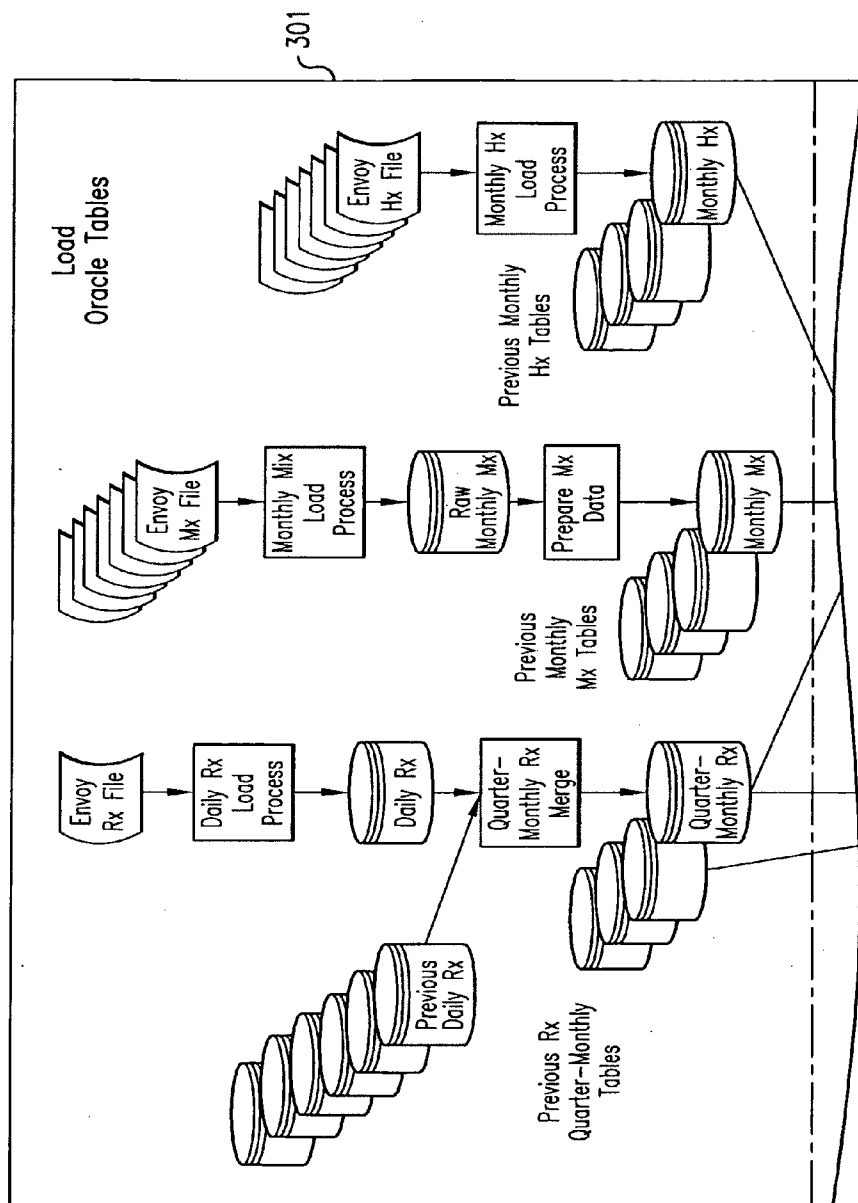 301
Load
Oracle Tables
Envoy
Rx File
Daily Rx
Load
Process
Daily Rx
Previous
Daily Rx
Quarter-
Monthly Rx
Merge
Previous Rx
Quarter-Monthly
Tables
Quarter-
Monthly Rx
Envoy
Mx File
Monthly Mix
Load
Process
Raw
Monthly Mx
Prepare Mx
Data
Previous
Monthly
Mx Tables
Monthly Mx
Envoy
Hx File
Monthly Hx
Load
Process
Previous Monthly
Hx Tables
Monthly Hx